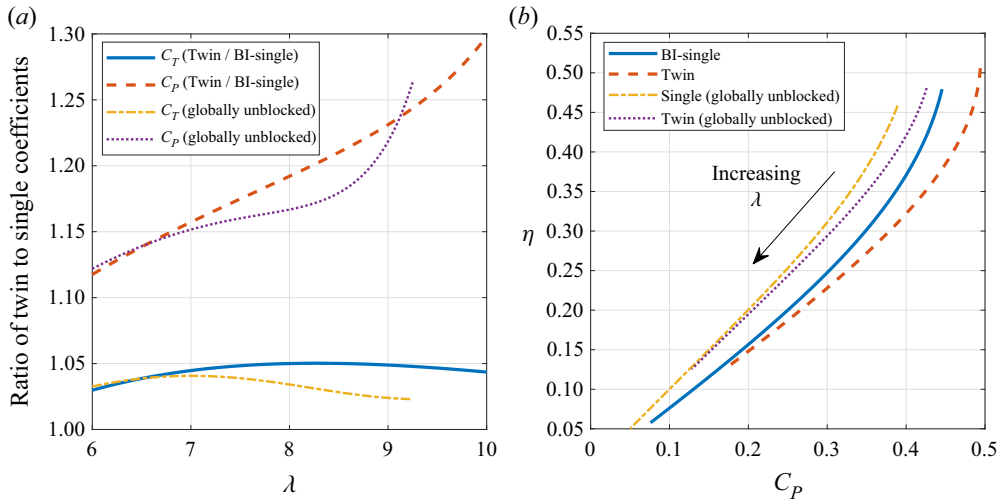 (a)
1.30
1.25
1.20
1.15
1.10
1.05
1.00
Ratio of twin to single coefficients
C_T (Twin / BI-single)
C_P (Twin / BI-single)
C_T (globally unblocked)
C_P (globally unblocked)
6 7 8 9 10
λ
(b)
0.55
0.50
0.45
0.40
0.35
0.30
0.25
0.20
0.15
0.10
0.05
η
BI-single
Twin
Single (globally unblocked)
Twin (globally unblocked)
Increasing
λ
0 0.1 0.2 0.3 0.4 0.5
C_P